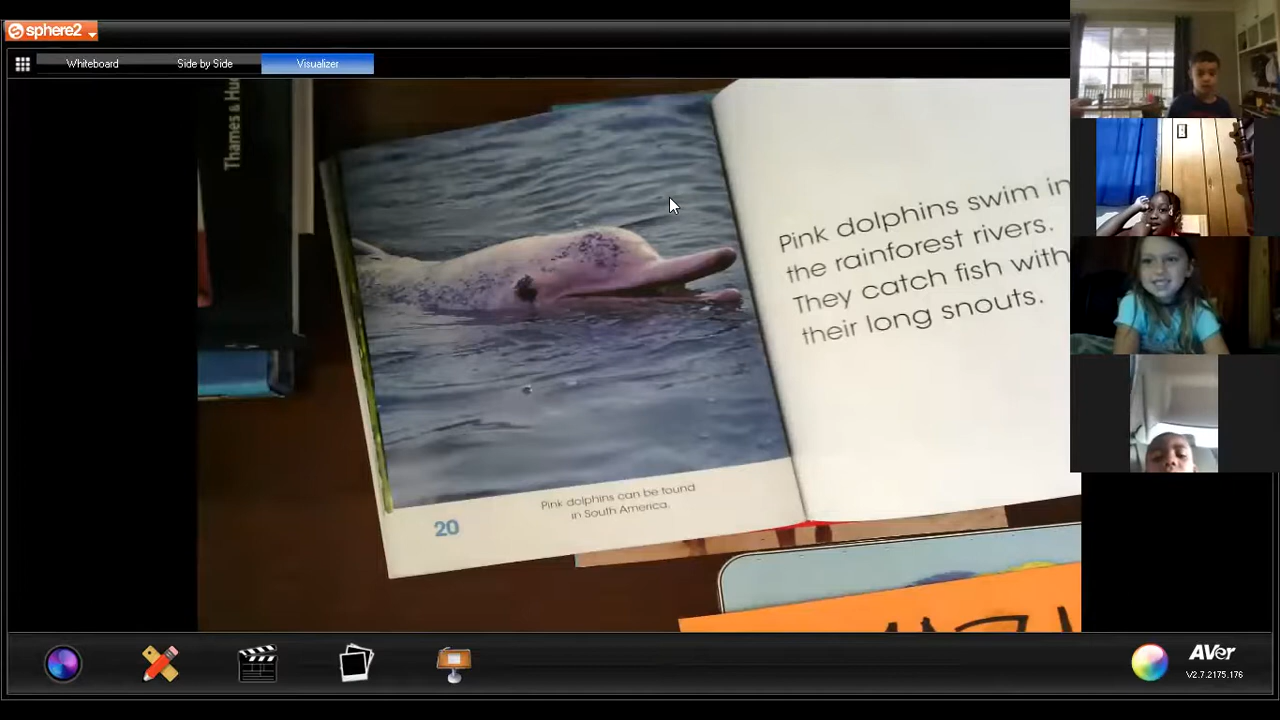 sphere2
Whiteboard
Side by Side
Visualizer
Thames & Hu
Pink dolphins swim in
the rainforest rivers.
They catch fish with
their long snouts.
Pink dolphins can be found
in South America.
20
AVer
V2.7.2175.176